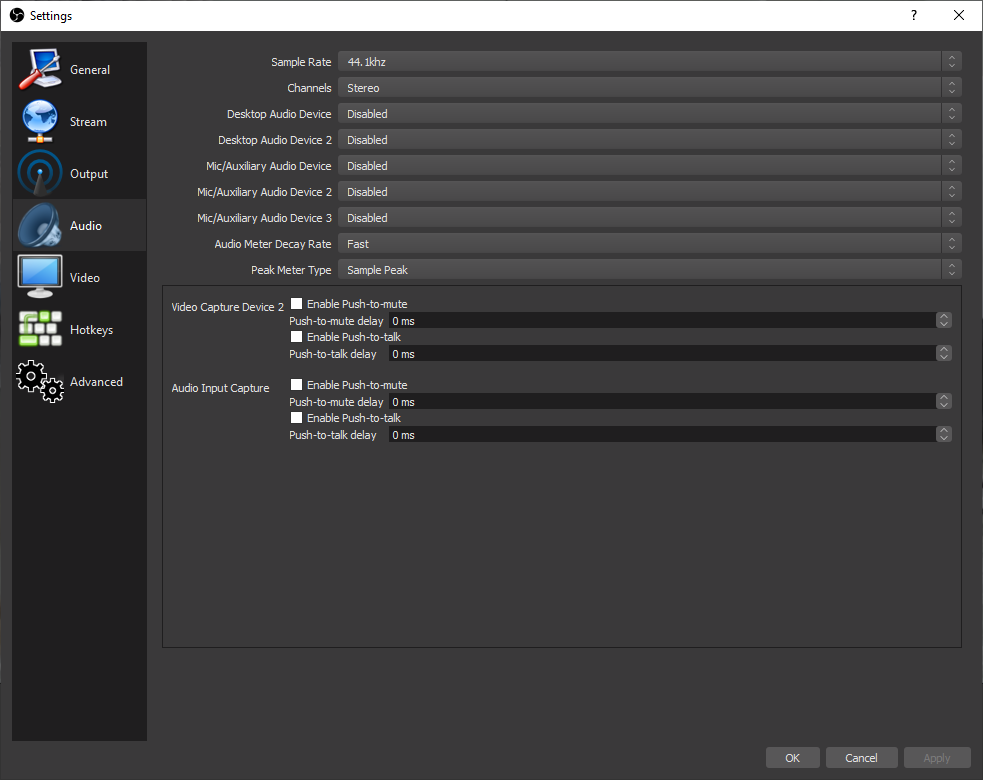 Settings
?
General
Stream
Output
Audio
Video
Hotkeys
Advanced
Sample Rate 44.1khz
Channels Stereo
Desktop Audio Device Disabled
Desktop Audio Device 2 Disabled
Mic/Auxiliary Audio Device Disabled
Mic/Auxiliary Audio Device 2 Disabled
Mic/Auxiliary Audio Device 3 Disabled
Audio Meter Decay Rate Fast
Peak Meter Type Sample Peak
Video Capture Device 2 Enable Push-to-mute
Push-to-mute delay 0 ms
Enable Push-to-talk
Push-to-talk delay 0 ms
Audio Input Capture Enable Push-to-mute
Push-to-mute delay 0 ms
Enable Push-to-talk
Push-to-talk delay 0 ms
OK Cancel Apply